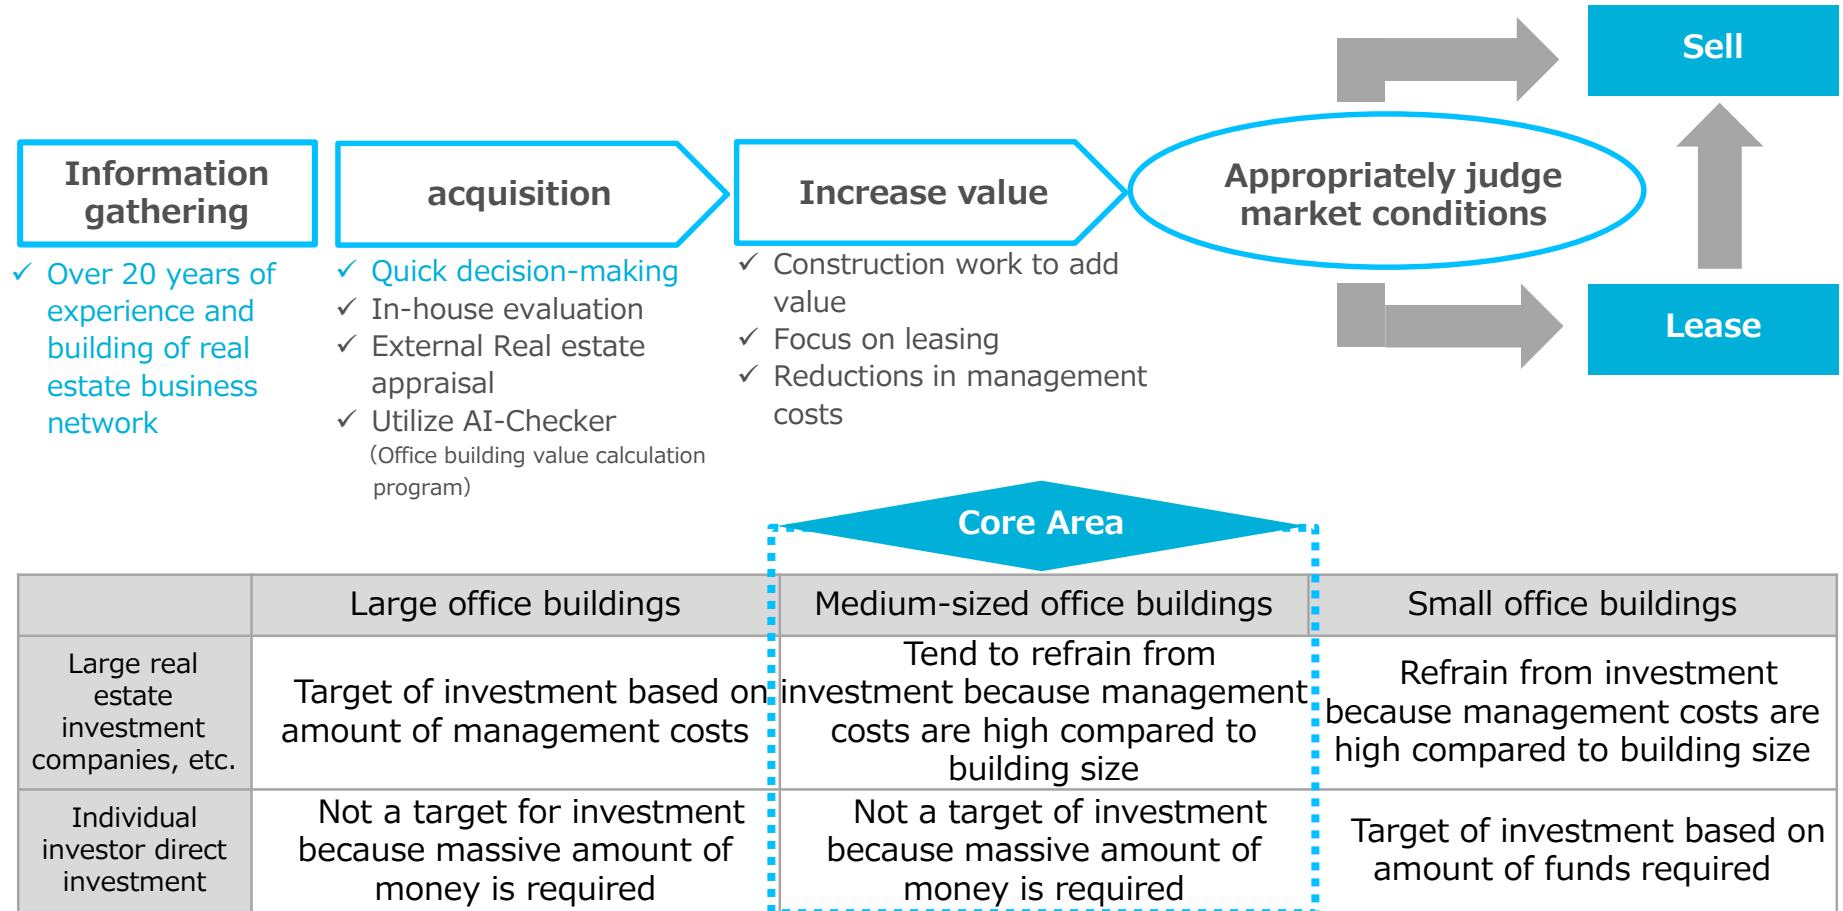 Sell
Information
gathering
acquisition
Increase value
Appropriately judge
market conditions
✓ Over 20 years of
experience and
building of real
estate business
network
✓ Quick decision-making
✓ In-house evaluation
✓ External Real estate
appraisal
✓ Utilize AI-Checker
(Office building value calculation
program)
✓ Construction work to add
value
✓ Focus on leasing
✓ Reductions in management
costs
Lease
Core Area
Large office buildings
Medium-sized office buildings
Small office buildings
Large real
estate
investment
companies, etc.
Target of investment based on
amount of management costs
Tend to refrain from
investment because management
costs are high compared to
building size
Refrain from investment
because management costs are
high compared to building size
Individual
investor direct
investment
Not a target for investment
because massive amount of
money is required
Not a target of investment
because massive amount of
money is required
Target of investment based on
amount of funds required